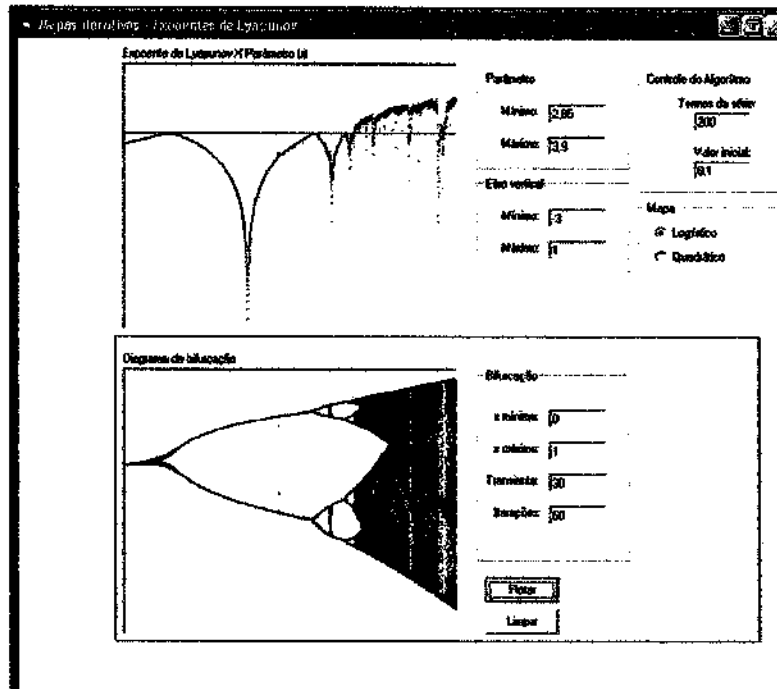 Mapas iterativos - Expoentes de Lyapunov
Expoente de Lyapunov X Parâmetro (u)
Parâmetro
Mínimo: 2,85
Máximo: 3,9
Eixo vertical
Mínimo: -3
Máximo: 1
Controle do Algoritmo
Termos da série:
200
Valor inicial:
0,1
Mapa
Logístico
Quadrático
Diagrama de bifurcação
Bifurcação
x mínimo: 0
x máximo: 1
Transiente: 30
Iterações: 60
Plotar
Limpar